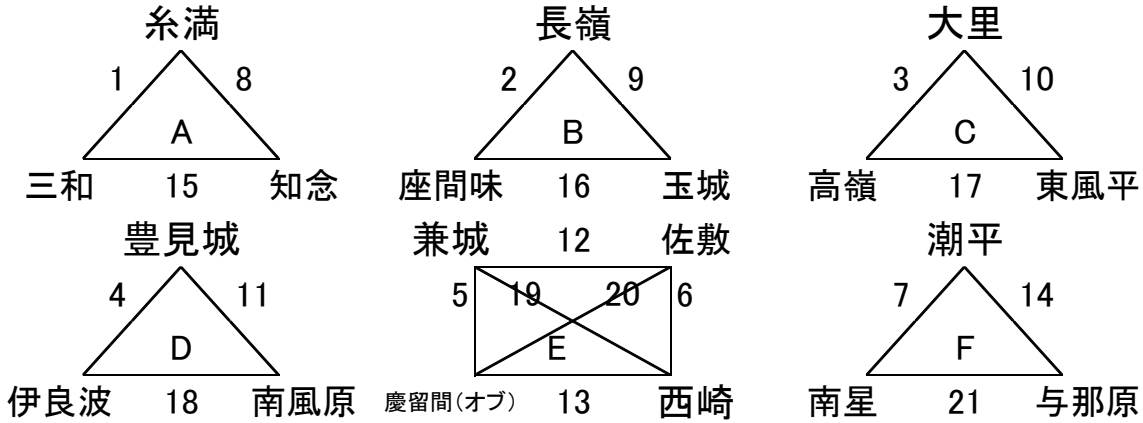 糸満 長嶺 大里
1 8 2 9 3 10
A B C
三和 15 知念 座間味 16 玉城 高嶺 17 東風平
豊見城 兼城 12 佐敷 潮平
4 11 5 19 20 6 7 14
D E F
伊良波 18 南風原 慶留間(オブ) 13 西崎 南星 21 与那原